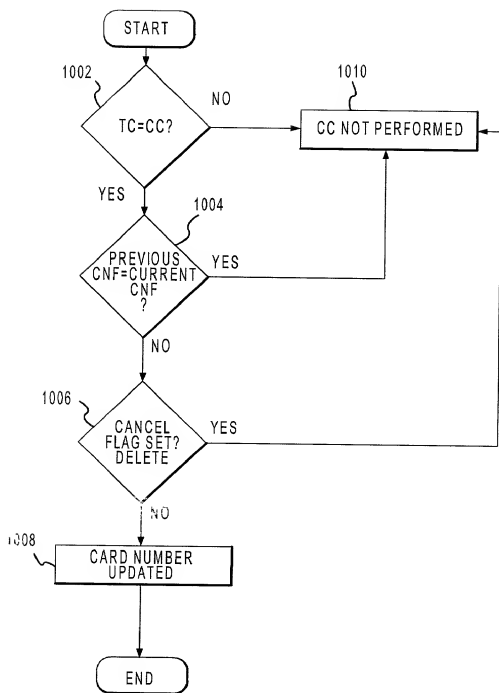 START
1002
TC=CC?
NO
1010
CC NOT PERFORMED
YES
1004
PREVIOUS
CNF=CURRENT
CNF
?
YES
NO
1006
CANCEL
FLAG SET?
DELETE
YES
NO
1008
CARD NUMBER
UPDATED
END